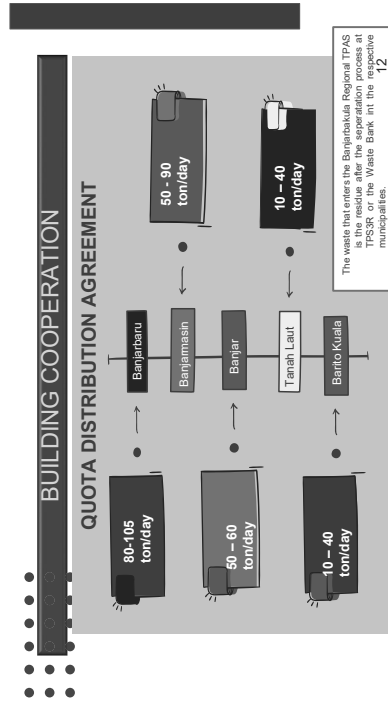 BUILDING COOPERATION
QUOTA DISTRIBUTION AGREEMENT
80-105
ton/day
50 – 60
ton/day
10 – 40
ton/day
Banjarbaru
Banjarmasin
Banjar
Tanah Laut
Barito Kuala
50 - 90
ton/day
10 – 40
ton/day
The waste that enters the Banjarbakula Regional TPAS
is the residue after the seperatation process at
TPS3R or the Waste Bank int the respective
municipalities.
12